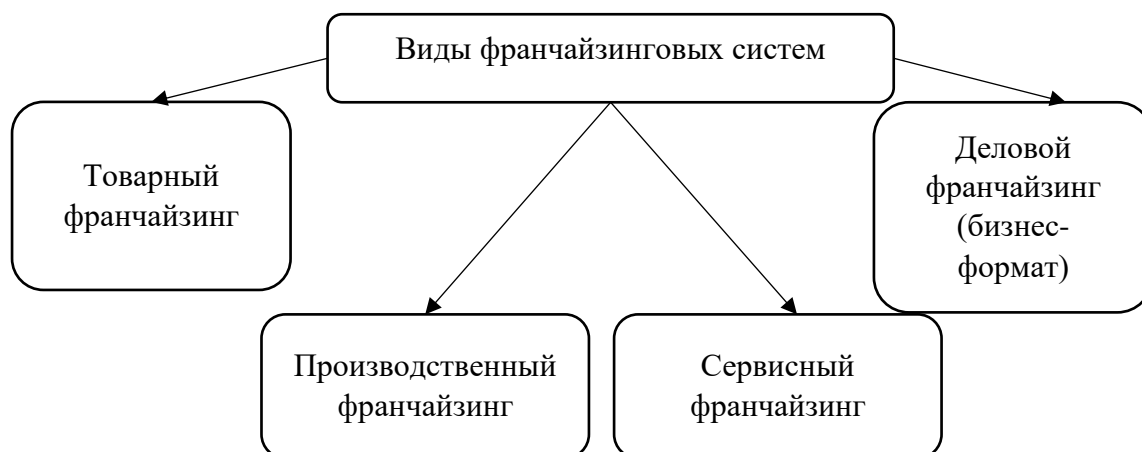 Виды франчайзинговых систем
Товарный
франчайзинг
Деловой
франчайзинг
(бизнес-
формат)
Производственный
франчайзинг
Сервисный
франчайзинг